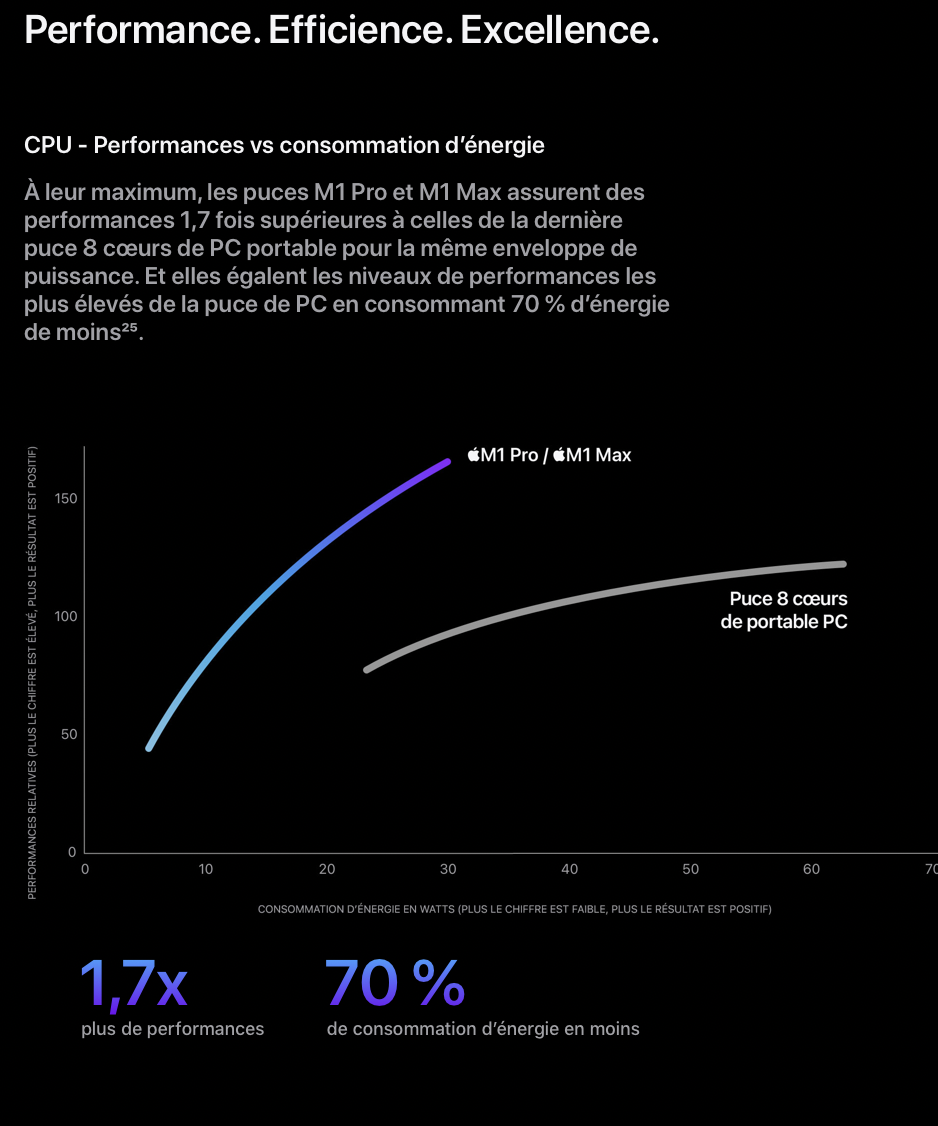 Performance. Efficience. Excellence.
CPU - Performances vs consommation d’énergie
À leur maximum, les puces M1 Pro et M1 Max assurent des
performances 1,7 fois supérieures à celles de la dernière
puce 8 cœurs de PC portable pour la même enveloppe de
puissance. Et elles égalent les niveaux de performances les
plus élevés de la puce de PC en consommant 70 % d’énergie
de moins²⁵.
PERFORMANCES RELATIVES (PLUS LE CHIFFRE EST ÉLEVÉ, PLUS LE RÉSULTAT EST POSITIF)
M1 Pro / M1 Max
150
Puce 8 cœurs
de portable PC
100
50
0
0 10 20 30 40 50 60 70
CONSOMMATION D’ÉNERGIE EN WATTS (PLUS LE CHIFFRE EST FAIBLE, PLUS LE RÉSULTAT EST POSITIF)
1,7x
plus de performances
70 %
de consommation d’énergie en moins